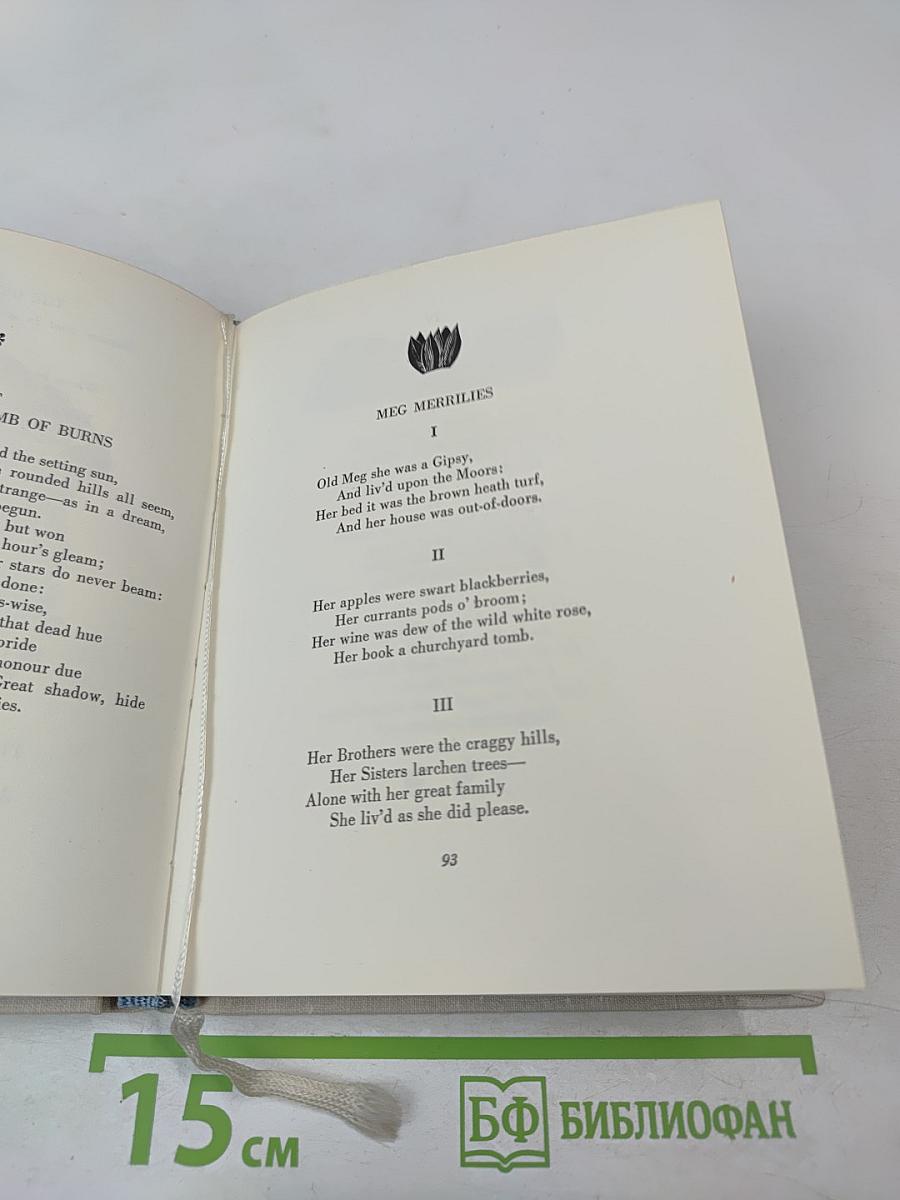 MB OF BURNS
d the setting sun,
rounded hills all seem,
trange—as in a dream,
begun.
but won
hour's gleam;
stars do never beam:
done:
s-wise,
that dead hue
pride
honour due
Great shadow, hide
ies.
MEG MERRILIES
I
Old Meg she was a Gipsy,
And liv'd upon the Moors:
Her bed it was the brown heath turf,
And her house was out-of-doors.
II
Her apples were swart blackberries,
Her currants pods o' broom;
Her wine was dew of the wild white rose,
Her book a churchyard tomb.
III
Her Brothers were the craggy hills,
Her Sisters larchen trees—
Alone with her great family
She liv'd as she did please.
93
15 см
БФ БИБЛИОФАН